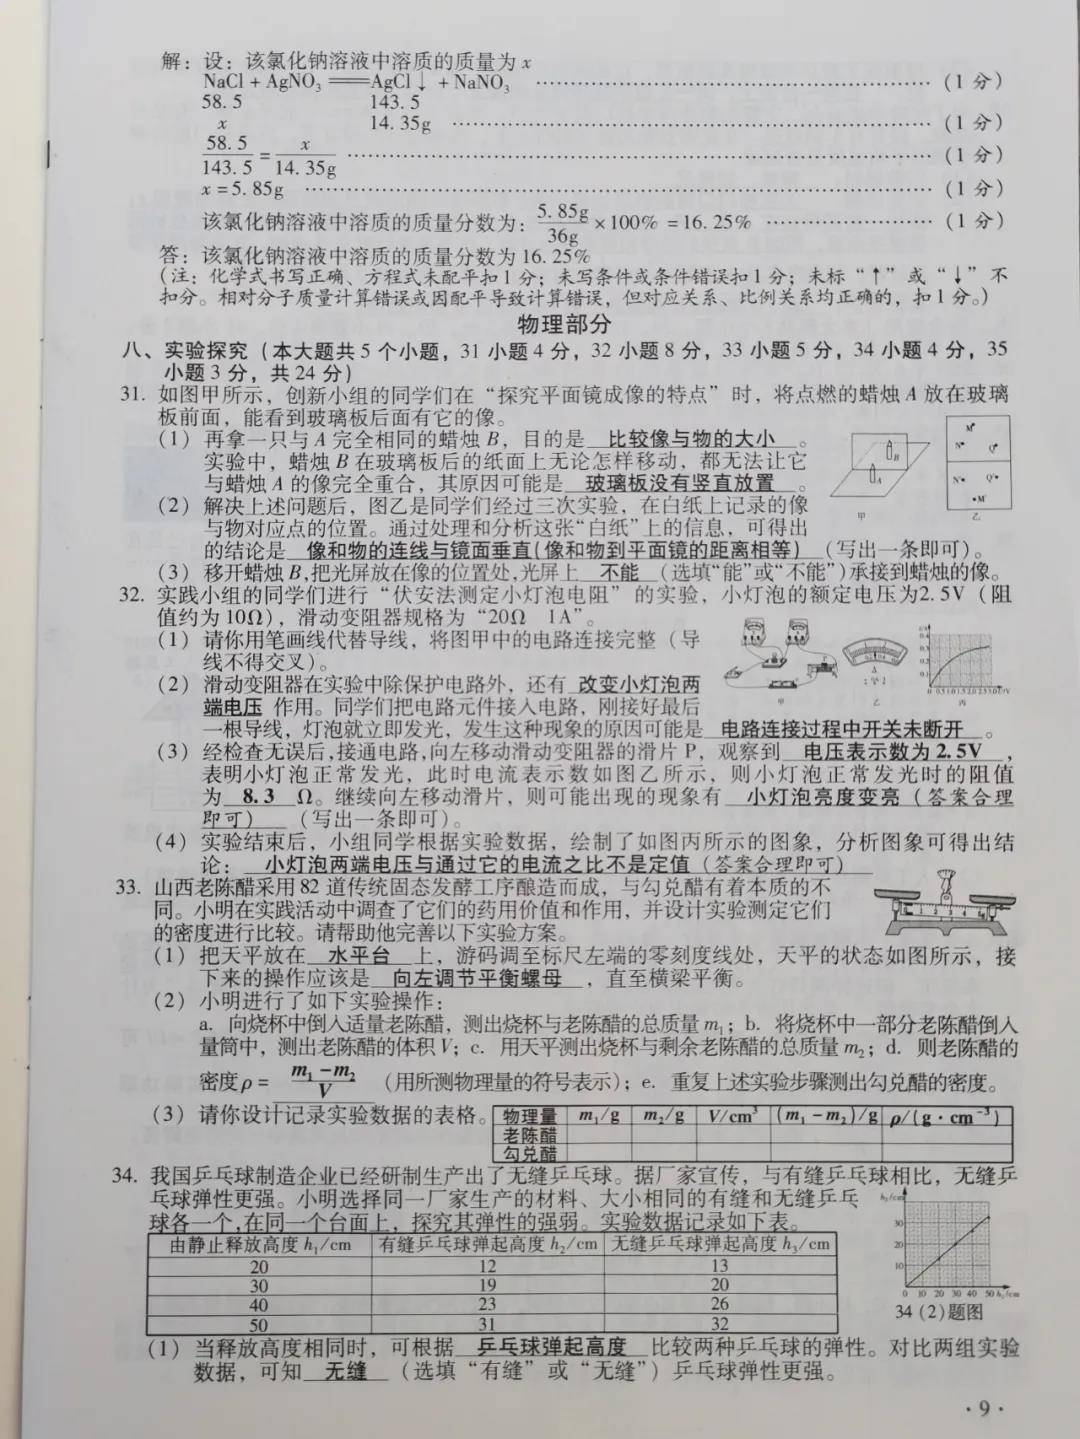 解：设：该氯化钠溶液中溶质的质量为 x
NaCl + AgNO₃ ═══ AgCl↓ + NaNO₃ ……………………（1 分）
58. 5 143. 5
x 14. 35g ……………………（1 分）
58. 5/143. 5 = x/14. 35g ……………………（1 分）
x = 5. 85g ……………………（1 分）
该氯化钠溶液中溶质的质量分数为：5. 85g/36g × 100% = 16. 25% ……………………（1 分）
答：该氯化钠溶液中溶质的质量分数为 16. 25%
（注：化学式书写正确、方程式未配平扣 1 分；未写条件或条件错误扣 1 分；未标“↑”或“↓”不
扣分。相对分子质量计算错误或因配平导致计算错误，但对应关系、比例关系均正确的，扣 1 分。）
物理部分
八、实验探究（本大题共 5 个小题，31 小题 4 分，32 小题 8 分，33 小题 5 分，34 小题 4 分，35
小题 3 分，共 24 分）
31. 如图甲所示，创新小组的同学们在“探究平面镜成像的特点”时，将点燃的蜡烛 A 放在玻璃
板前面，能看到玻璃板后面有它的像。
（1）再拿一只与 A 完全相同的蜡烛 B，目的是 比较像与物的大小 。
实验中，蜡烛 B 在玻璃板后的纸面上无论怎样移动，都无法让它
与蜡烛 A 的像完全重合，其原因可能是 玻璃板没有竖直放置 。
（2）解决上述问题后，图乙是同学们经过三次实验，在白纸上记录的像
与物对应点的位置。通过处理和分析这张“白纸”上的信息，可得出
的结论是 像和物的连线与镜面垂直(像和物到平面镜的距离相等) （写出一条即可）。
（3）移开蜡烛 B,把光屏放在像的位置处,光屏上 不能 （选填“能”或“不能”）承接到蜡烛的像。
B
A
甲
M'
N'
Q'
N
Q
M
乙
32. 实践小组的同学们进行“伏安法测定小灯泡电阻”的实验，小灯泡的额定电压为2. 5V（阻
值约为 10Ω），滑动变阻器规格为“20Ω 1A”。
（1）请你用笔画线代替导线，将图甲中的电路连接完整（导
线不得交叉）。
（2）滑动变阻器在实验中除保护电路外，还有 改变小灯泡两
端电压 作用。同学们把电路元件接入电路，刚接好最后
一根导线，灯泡就立即发光，发生这种现象的原因可能是 电路连接过程中开关未断开 。
甲
乙
丙
（3）经检查无误后,接通电路,向左移动滑动变阻器的滑片 P，观察到 电压表示数为 2. 5V ，
表明小灯泡正常发光，此时电流表示数如图乙所示，则小灯泡正常发光时的阻值
为 8. 3 Ω。继续向左移动滑片，则可能出现的现象有 小灯泡亮度变亮（答案合理
即可） （写出一条即可）。
（4）实验结束后，小组同学根据实验数据，绘制了如图丙所示的图象，分析图象可得出结
论： 小灯泡两端电压与通过它的电流之比不是定值（答案合理即可）
33. 山西老陈醋采用 82 道传统固态发酵工序酿造而成，与勾兑醋有着本质的不
同。小明在实践活动中调查了它们的药用价值和作用，并设计实验测定它们
的密度进行比较。请帮助他完善以下实验方案。
（1）把天平放在 水平台 上，游码调至标尺左端的零刻度线处，天平的状态如图所示，接
下来的操作应该是 向左调节平衡螺母 ，直至横梁平衡。
（2）小明进行了如下实验操作：
a. 向烧杯中倒入适量老陈醋，测出烧杯与老陈醋的总质量 m₁；b. 将烧杯中一部分老陈醋倒入
量筒中，测出老陈醋的体积 V；c. 用天平测出烧杯与剩余老陈醋的总质量 m₂；d. 则老陈醋的
密度 ρ = (m₁ - m₂)/V （用所测物理量的符号表示）；e. 重复上述实验步骤测出勾兑醋的密度。
（3）请你设计记录实验数据的表格。
物理量 m₁/g m₂/g V/cm³ (m₁ - m₂)/g ρ/(g · cm⁻³)
老陈醋
勾兑醋
34. 我国乒乓球制造企业已经研制生产出了无缝乒乓球。据厂家宣传，与有缝乒乓球相比，无缝乒
乓球弹性更强。小明选择同一厂家生产的材料、大小相同的有缝和无缝乒乓
球各一个,在同一个台面上，探究其弹性的强弱。实验数据记录如下表。
由静止释放高度 h₁/cm 有缝乒乓球弹起高度 h₂/cm 无缝乒乓球弹起高度 h₃/cm
20 12 13
30 19 20
40 23 26
50 31 32
30
20
10
0 10 20 30 40 50 h₁/cm
34 (2)题图
（1）当释放高度相同时，可根据 乒乓球弹起高度 比较两种乒乓球的弹性。对比两组实验
数据，可知 无缝 （选填“有缝”或“无缝”）乒乓球弹性更强。
· 9 ·